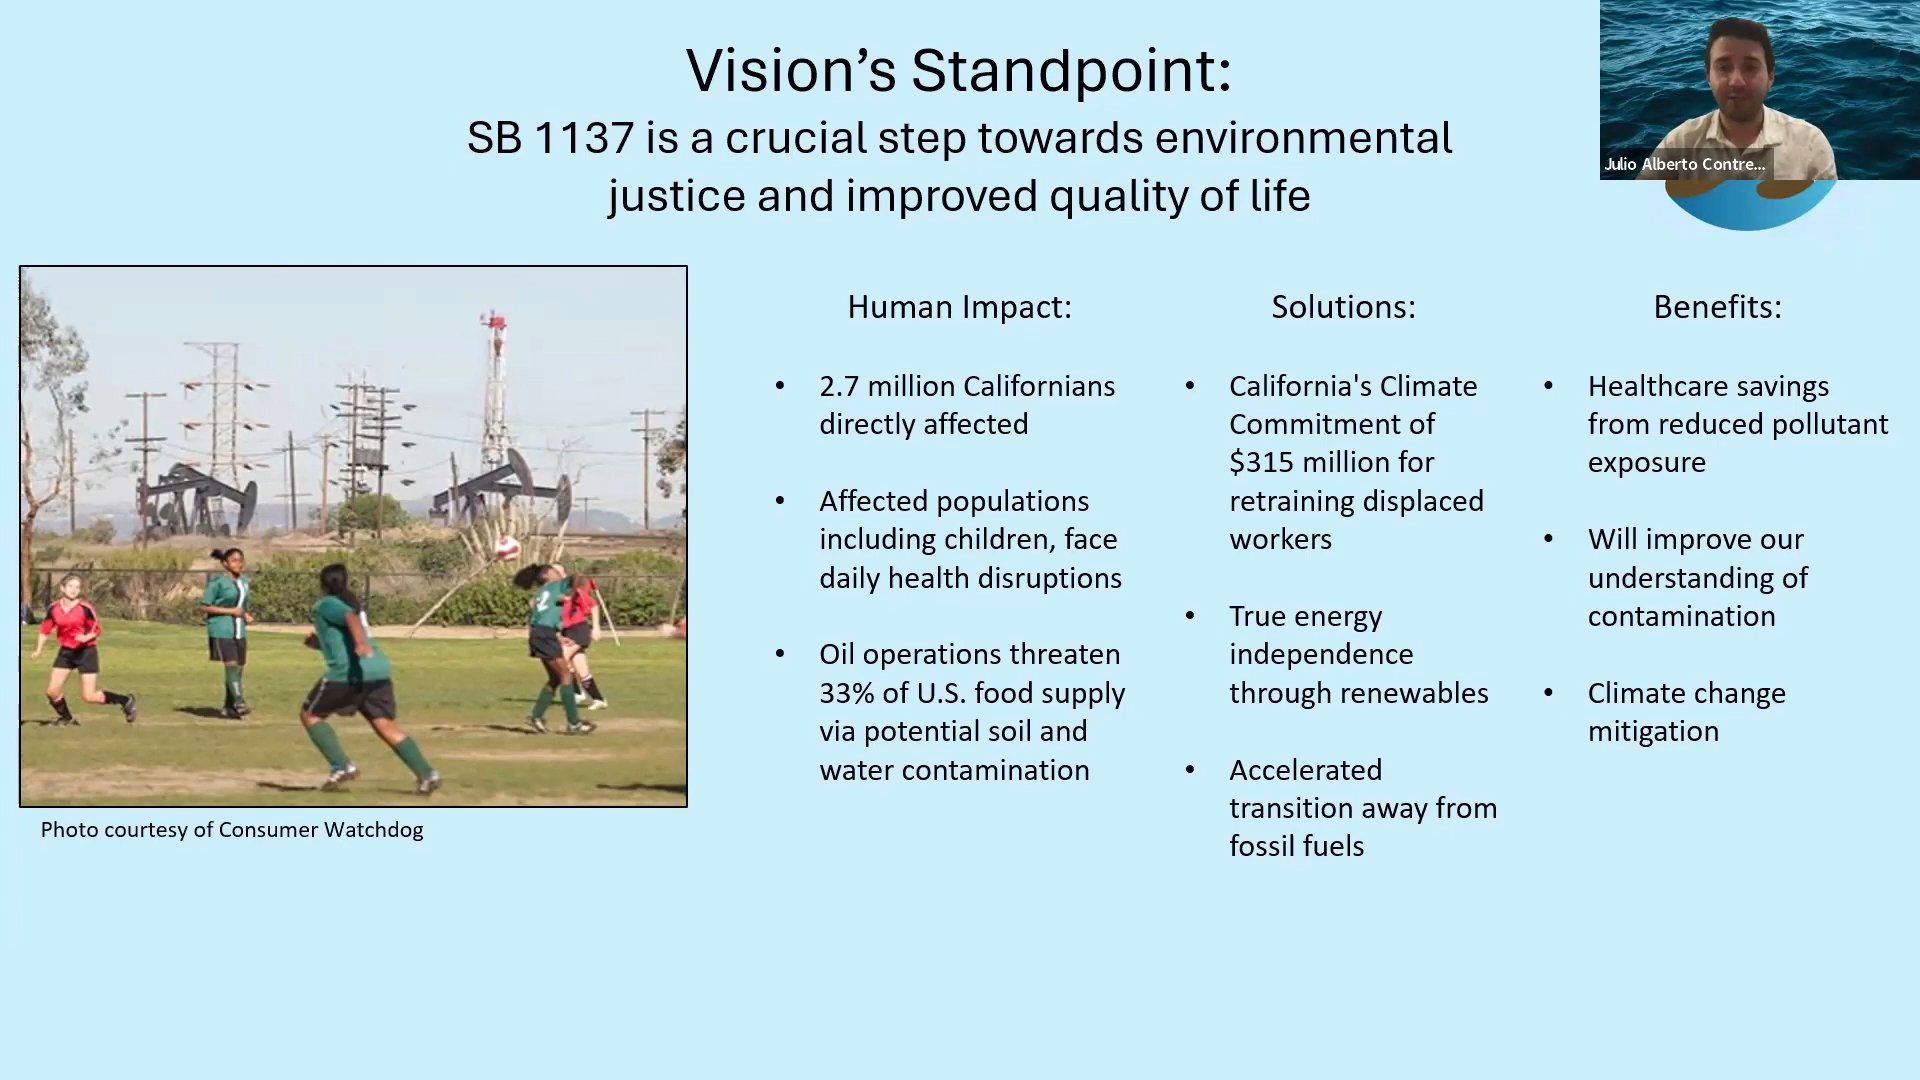 Vision’s Standpoint:
SB 1137 is a crucial step towards environmental
justice and improved quality of life
Julio Alberto Contre...
Photo courtesy of Consumer Watchdog
Human Impact:
• 2.7 million Californians
directly affected
• Affected populations
including children, face
daily health disruptions
• Oil operations threaten
33% of U.S. food supply
via potential soil and
water contamination
Solutions:
• California's Climate
Commitment of
$315 million for
retraining displaced
workers
• True energy
independence
through renewables
• Accelerated
transition away from
fossil fuels
Benefits:
• Healthcare savings
from reduced pollutant
exposure
• Will improve our
understanding of
contamination
• Climate change
mitigation